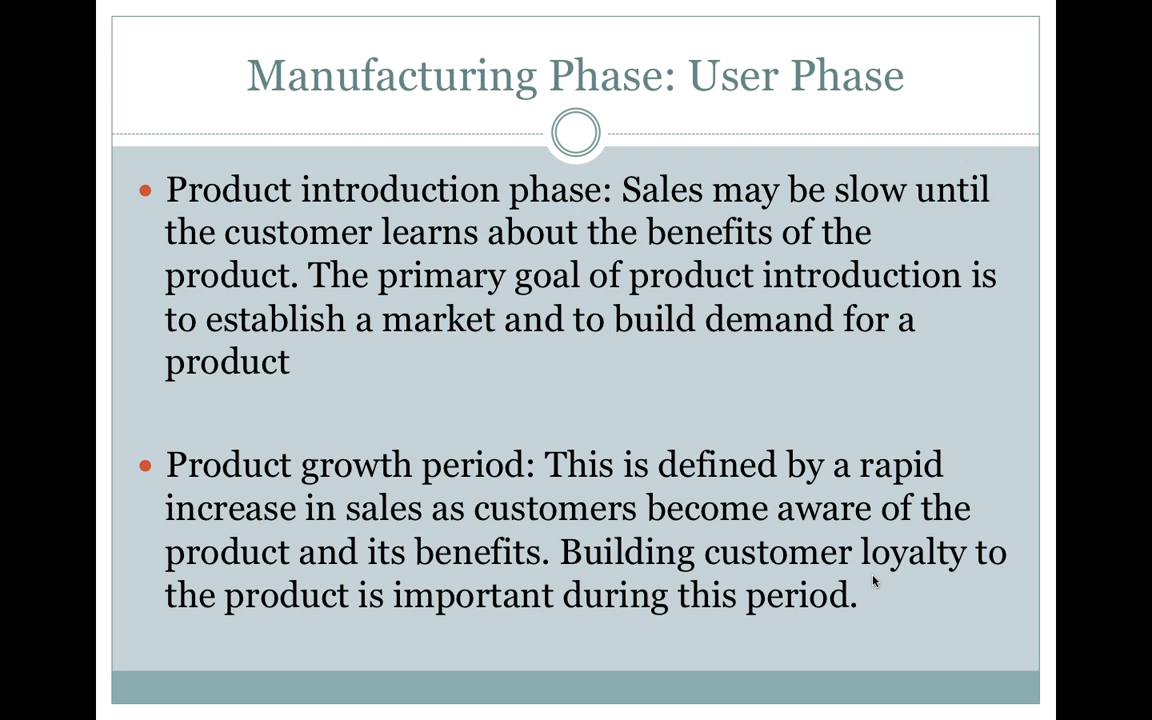 Manufacturing Phase: User Phase
Product introduction phase: Sales may be slow until
the customer learns about the benefits of the
product. The primary goal of product introduction is
to establish a market and to build demand for a
product
Product growth period: This is defined by a rapid
increase in sales as customers become aware of the
product and its benefits. Building customer loyalty to
the product is important during this period.